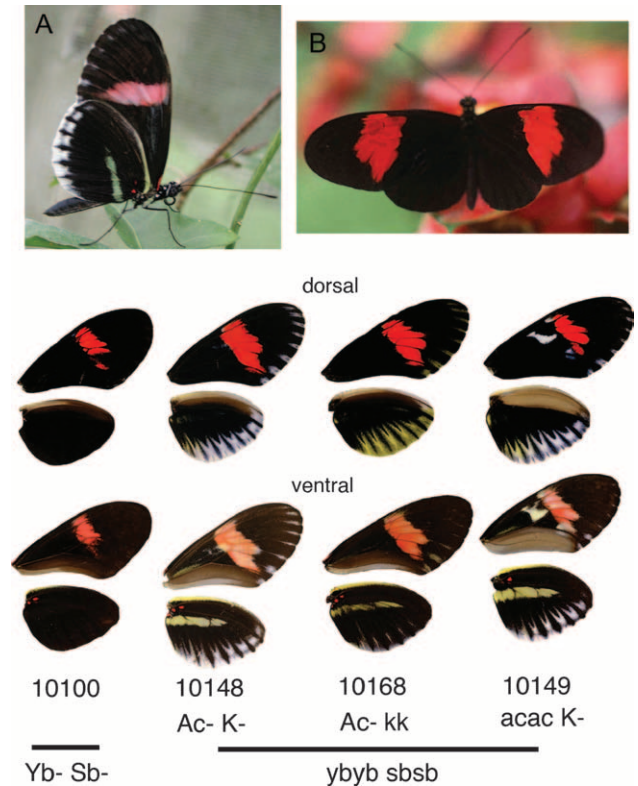 A
B
dorsal
ventral
10100 10148 10168 10149
Ac- K- Ac- kk acac K-
Yb- Sb- ybyb sbsb